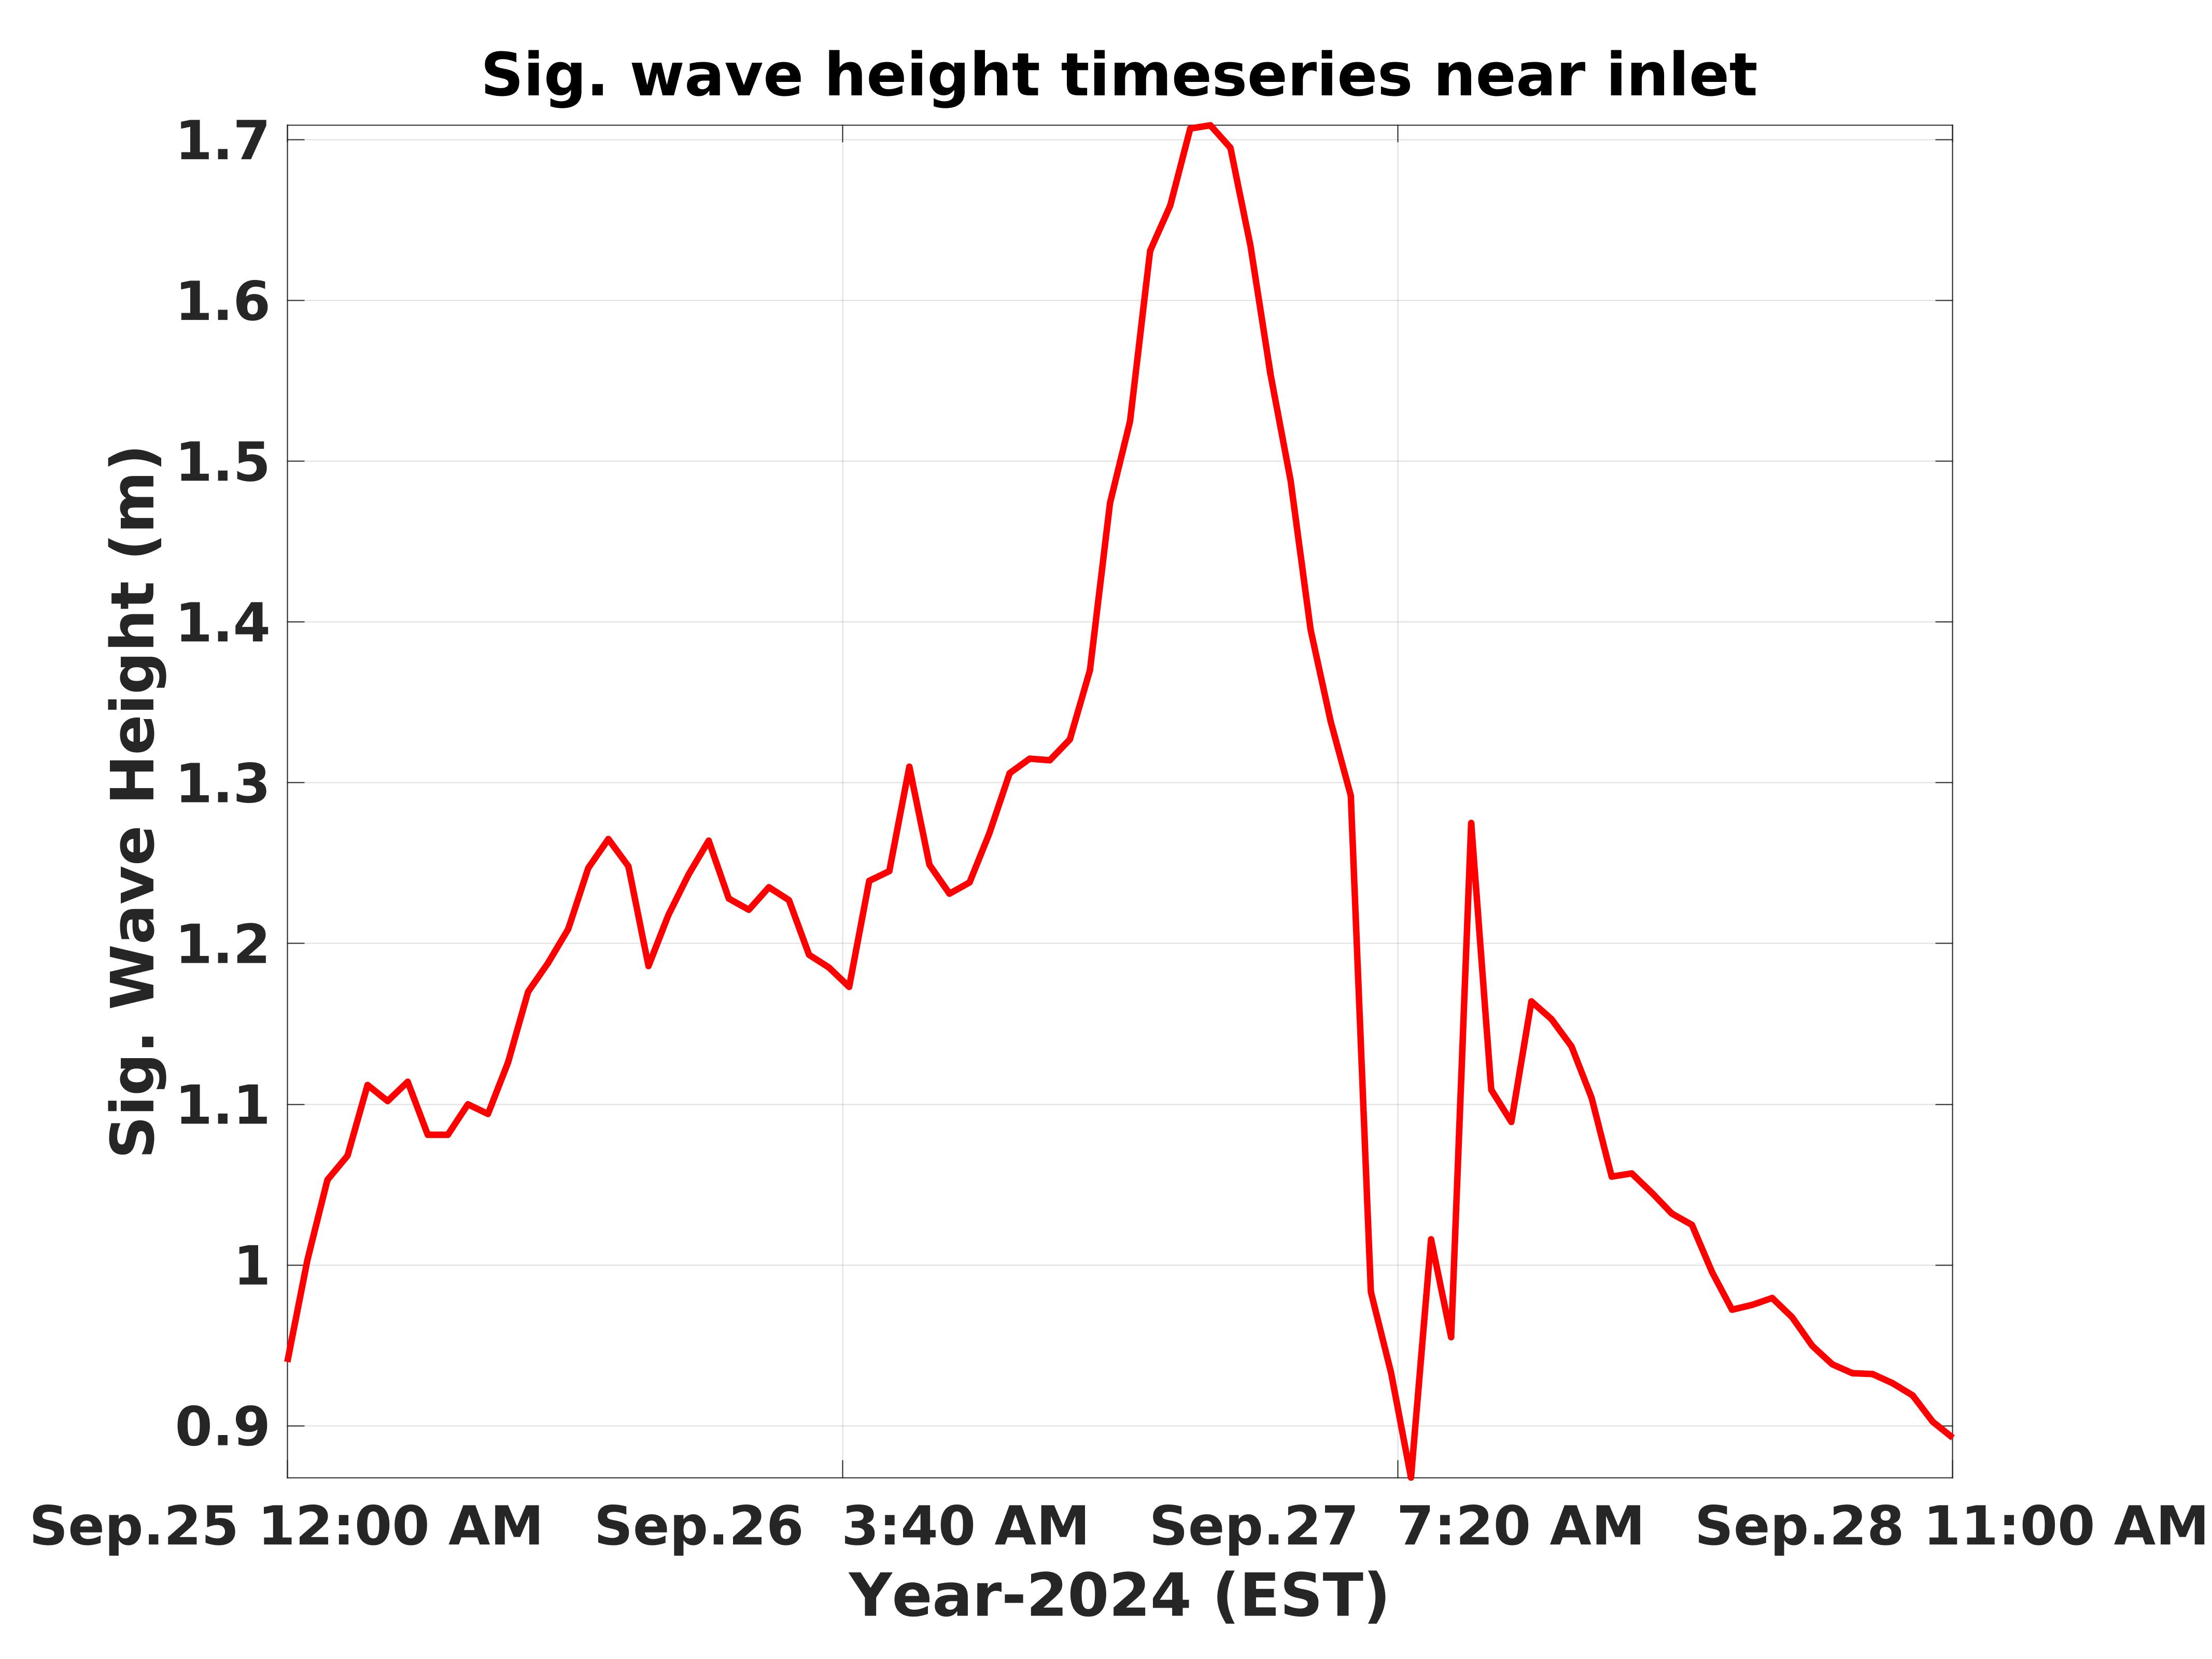 Sig. wave height timeseries near inlet
Sig. Wave Height (m)
1.7
1.6
1.5
1.4
1.3
1.2
1.1
1
0.9
Sep.25 12:00 AM Sep.26 3:40 AM Sep.27 7:20 AM Sep.28 11:00 AM
Year-2024 (EST)